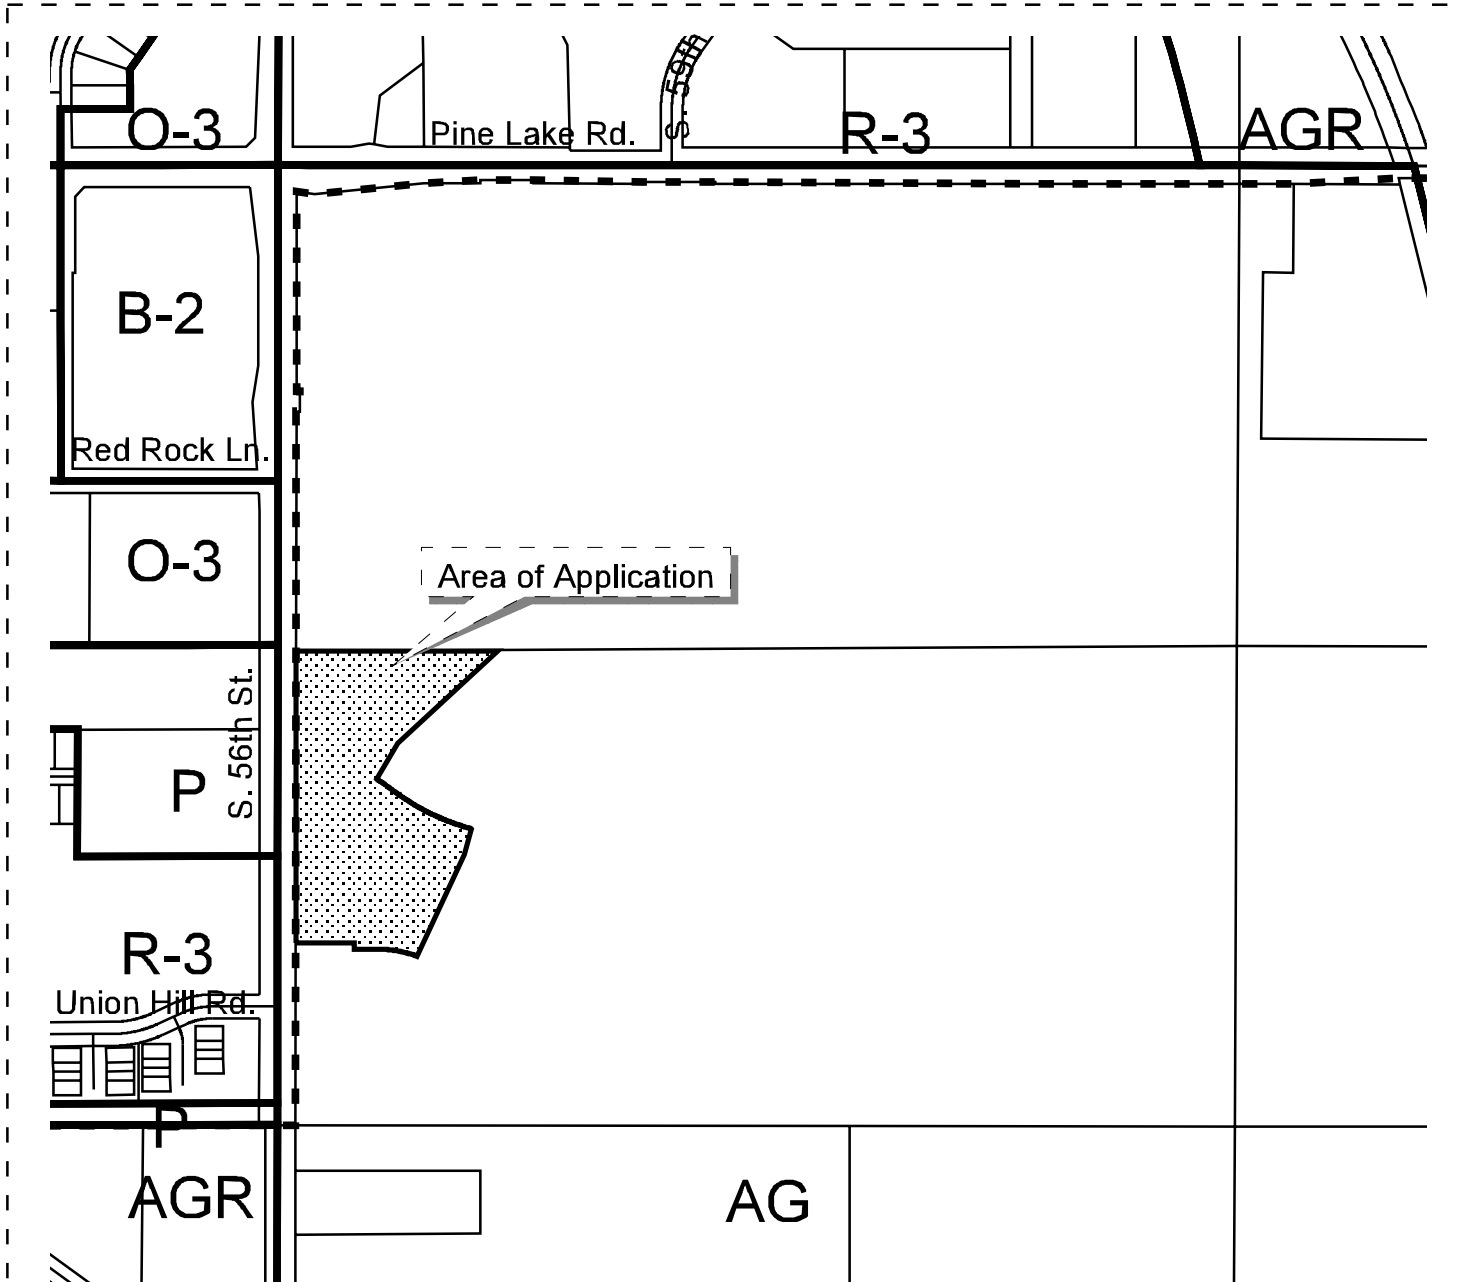 S. 59th
O-3
Pine Lake Rd.
R-3
AGR
B-2
Red Rock Ln.
O-3
Area of Application
S. 56th St.
P
R-3
Union Hill Rd.
P
AGR
AG